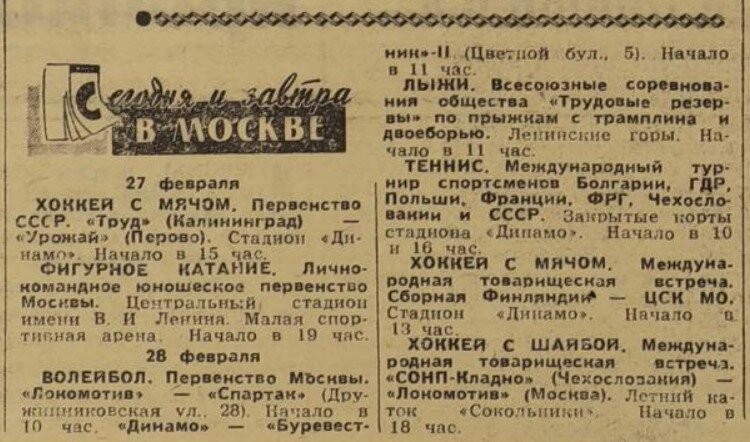 Сегодня и завтра
В МОСКВЕ
27 февраля
ХОККЕЙ С МЯЧОМ. Первенство
СССР. «Труд» (Калининград) —
«Урожай» (Перово). Стадион «Ди-
намо». Начало в 15 час.
ФИГУРНОЕ КАТАНИЕ. Лично-
командное юношеское первенство
Москвы. Центральный стадион
имени В. И Ленина. Малая спор-
тивная арена. Начало в 19 час.
28 февраля
ВОЛЕЙБОЛ. Первенство Москвы.
«Локомотив» — «Спартак» (Дру-
жинниковская ул., 28). Начало в
10 час. «Динамо» — «Буревест-
ник»-II (Цветной бул., 5). Начало
в 11 час.
ЛЫЖИ. Всесоюзные соревнова-
ния общества «Трудовые резер-
вы» по прыжкам с трамплина и
двоеборью. Ленинские горы. На-
чало в 11 час.
ТЕННИС. Международный тур-
нир спортсменов Болгарии, ГДР,
Польши, Франции, ФРГ, Чехосло-
вакии и СССР. Закрытые корты
стадиона «Динамо». Начало в 10
и 16 час.
ХОККЕЙ С МЯЧОМ. Междуна-
родная товарищеская встреча.
Сборная Финляндии — ЦСК МО.
Стадион «Динамо». Начало в
13 час.
ХОККЕЙ С ШАЙБОЙ. Междуна-
родная товарищеская встреча.
«СОНП-Кладно» (Чехословакия) —
«Локомотив» (Москва). Летний ка-
ток «Сокольники». Начало в
18 час.